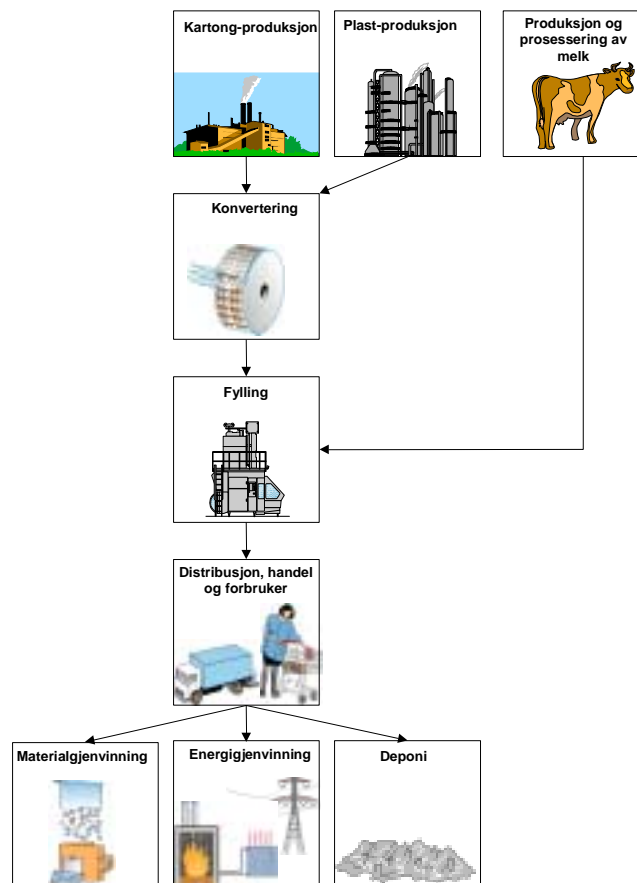 Kartong-produksjon
Plast-produksjon
Produksjon og
prosessering av
melk
Konvertering
Fylling
Distribusjon, handel
og forbruker
Materialgjenvinning
Energigjenvinning
Deponi